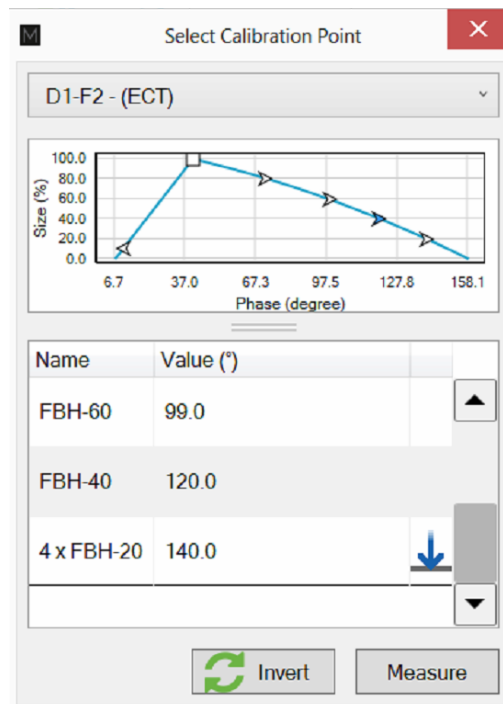 M Select Calibration Point X
D1-F2 - (ECT)
100.0
80.0
60.0
40.0
20.0
0.0
Size (%)
6.7 37.0 67.3 97.5 127.8 158.1
Phase (degree)
Name Value (°)
FBH-60 99.0
FBH-40 120.0
4 x FBH-20 140.0
Invert Measure